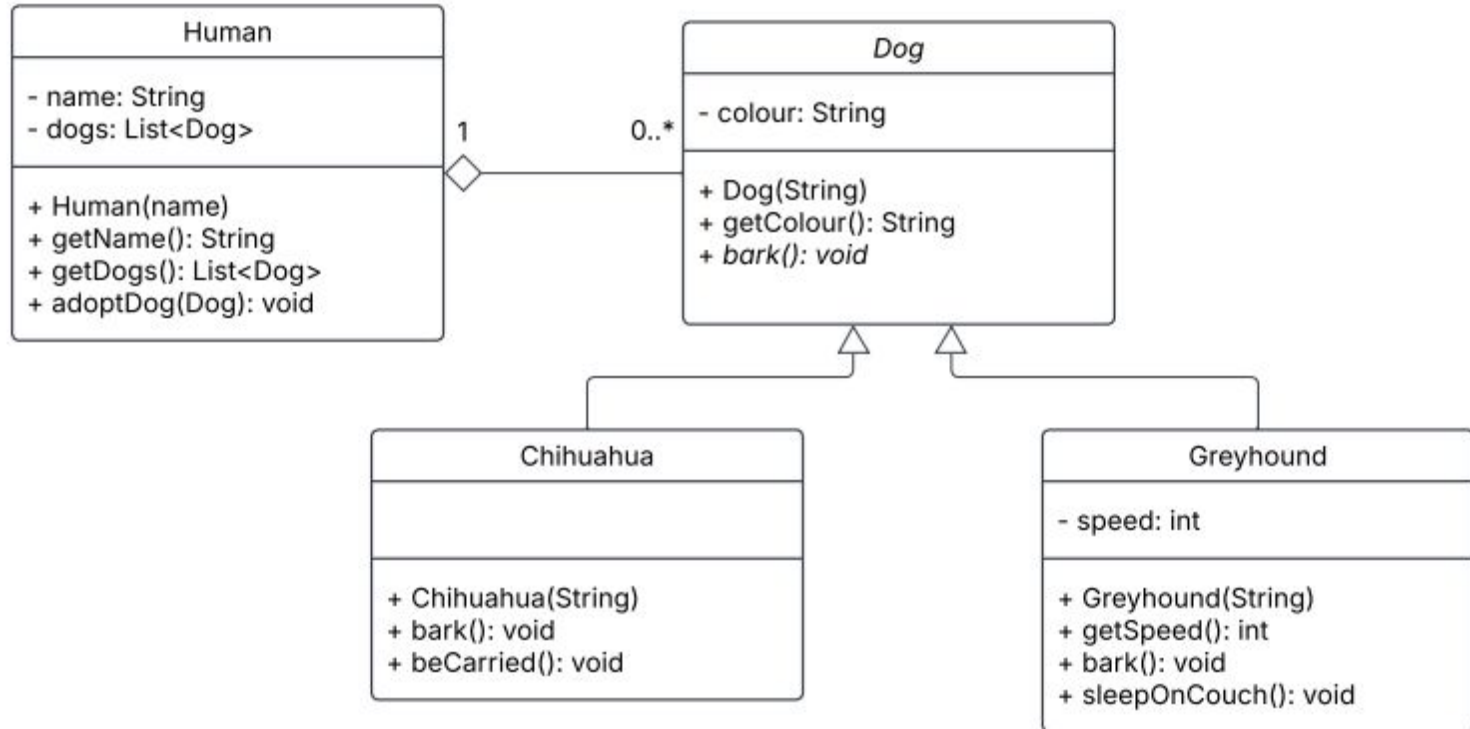 Human
- name: String
- dogs: List<Dog>
+ Human(name)
+ getName(): String
+ getDogs(): List<Dog>
+ adoptDog(Dog): void
1
0..*
Dog
- colour: String
+ Dog(String)
+ getColour(): String
+ bark(): void
Chihuahua
+ Chihuahua(String)
+ bark(): void
+ beCarried(): void
Greyhound
- speed: int
+ Greyhound(String)
+ getSpeed(): int
+ bark(): void
+ sleepOnCouch(): void